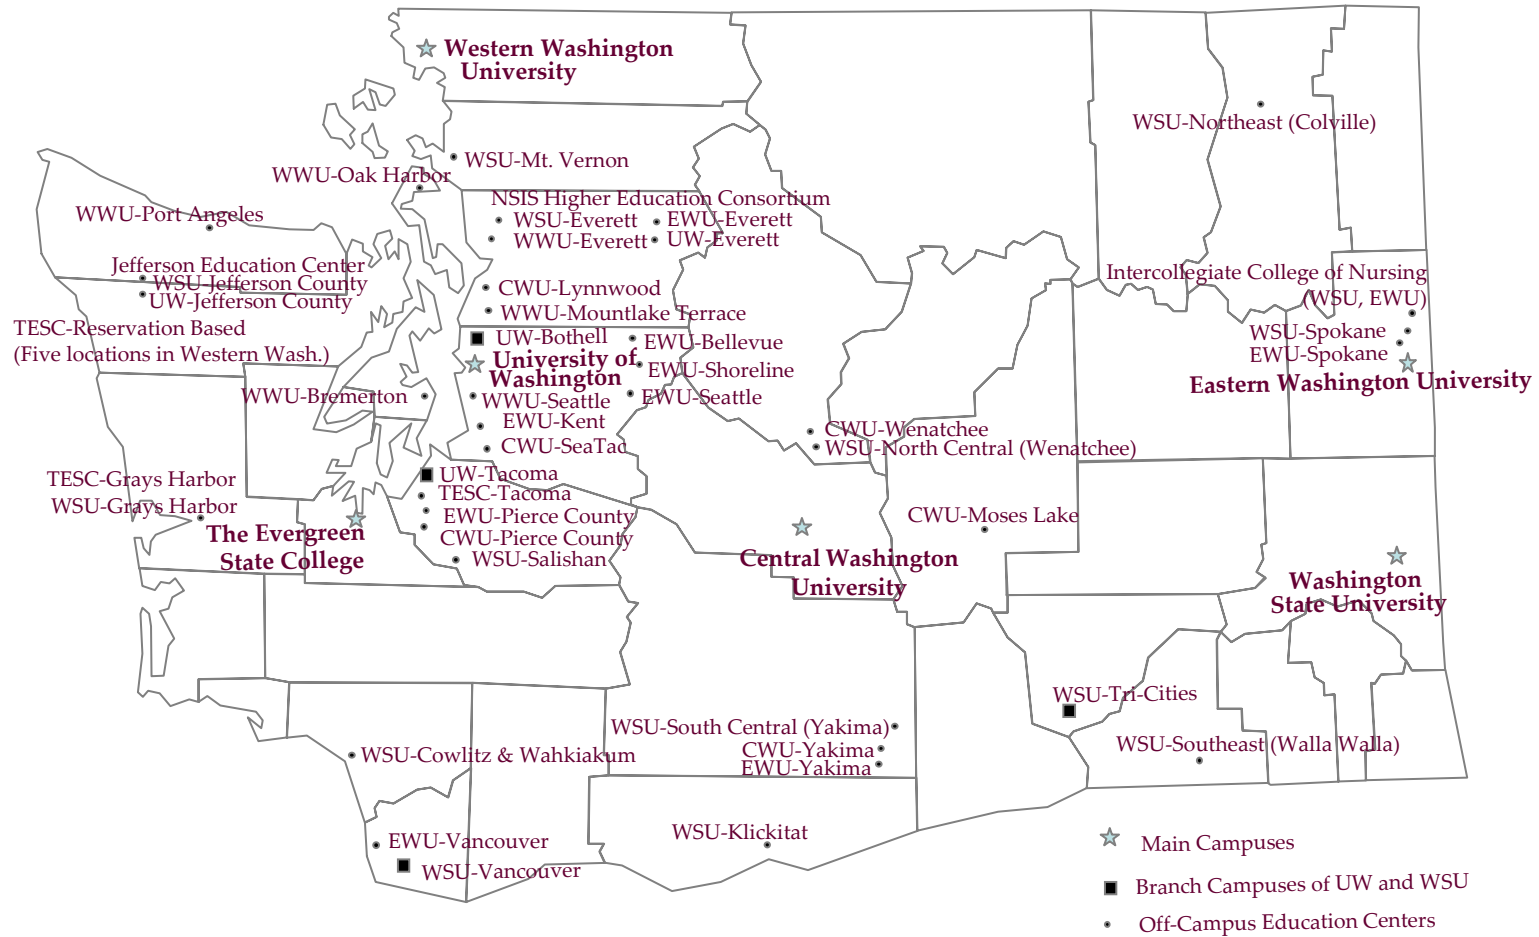 Western Washington
University
WSU-Northeast (Colville)
WSU-Mt. Vernon
WWU-Oak Harbor
NSIS Higher Education Consortium
WWU-Port Angeles
WSU-Everett
EWU-Everett
WWU-Everett
UW-Everett
Jefferson Education Center
WSU-Jefferson County
UW-Jefferson County
Intercollegiate College of Nursing
(WSU, EWU)
CWU-Lynnwood
WWU-Mountlake Terrace
TESC-Reservation Based
(Five locations in Western Wash.)
UW-Bothell
EWU-Bellevue
WSU-Spokane
EWU-Spokane
University of
Washington
EWU-Shoreline
Eastern Washington University
WWU-Bremerton
WWU-Seattle
EWU-Seattle
EWU-Kent
CWU-SeaTac
CWU-Wenatchee
WSU-North Central (Wenatchee)
UW-Tacoma
TESC-Tacoma
TESC-Grays Harbor
WSU-Grays Harbor
EWU-Pierce County
CWU-Pierce County
CWU-Moses Lake
The Evergreen
State College
WSU-Salishan
Central Washington
University
Washington
State University
WSU-Tri-Cities
WSU-South Central (Yakima)
CWU-Yakima
EWU-Yakima
WSU-Southeast (Walla Walla)
WSU-Cowlitz & Wahkiakum
WSU-Klickitat
EWU-Vancouver
WSU-Vancouver
Main Campuses
Branch Campuses of UW and WSU
Off-Campus Education Centers